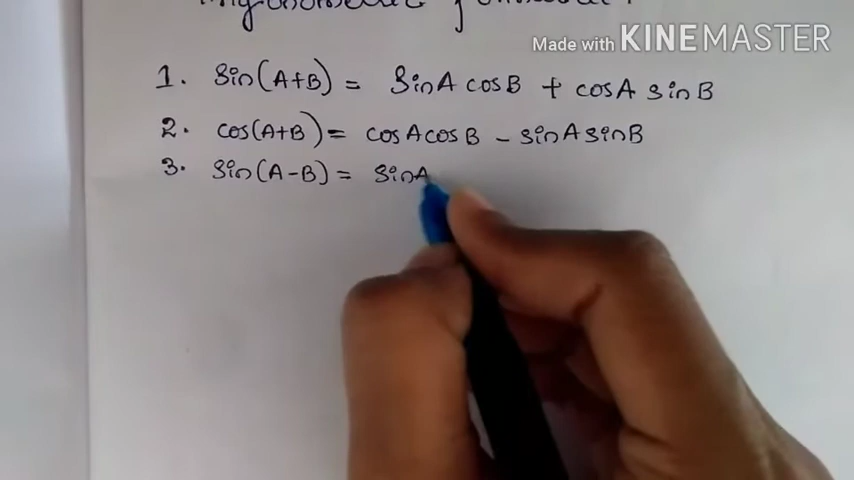 Made with KINEMASTER
1. Sin(A+B) = SinA cosB + cosA sinB
2. cos(A+B) = cosAcosB - sinAsinB
3. Sin(A-B) = sinA